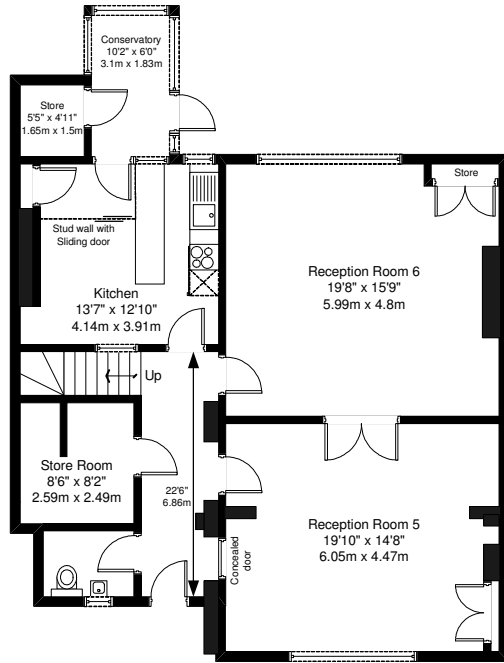 Conservatory
10'2" x 6'0"
3.1m x 1.83m
Store
5'5" x 4'11"
1.65m x 1.5m
Store
Stud wall with
Sliding door
Kitchen
13'7" x 12'10"
4.14m x 3.91m
Reception Room 6
19'8" x 15'9"
5.99m x 4.8m
Up
Store Room
8'6" x 8'2"
2.59m x 2.49m
22'6"
6.86m
Concealed
door
Reception Room 5
19'10" x 14'8"
6.05m x 4.47m